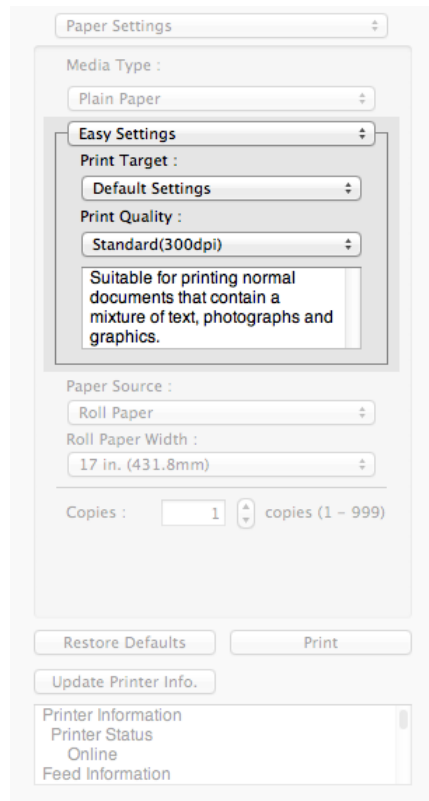 Paper Settings
Media Type :
Plain Paper
Easy Settings
Print Target :
Default Settings
Print Quality :
Standard(300dpi)
Suitable for printing normal
documents that contain a
mixture of text, photographs and
graphics.
Paper Source :
Roll Paper
Roll Paper Width :
17 in. (431.8mm)
Copies : 1 copies (1 – 999)
Restore Defaults Print
Update Printer Info.
Printer Information
Printer Status
Online
Feed Information